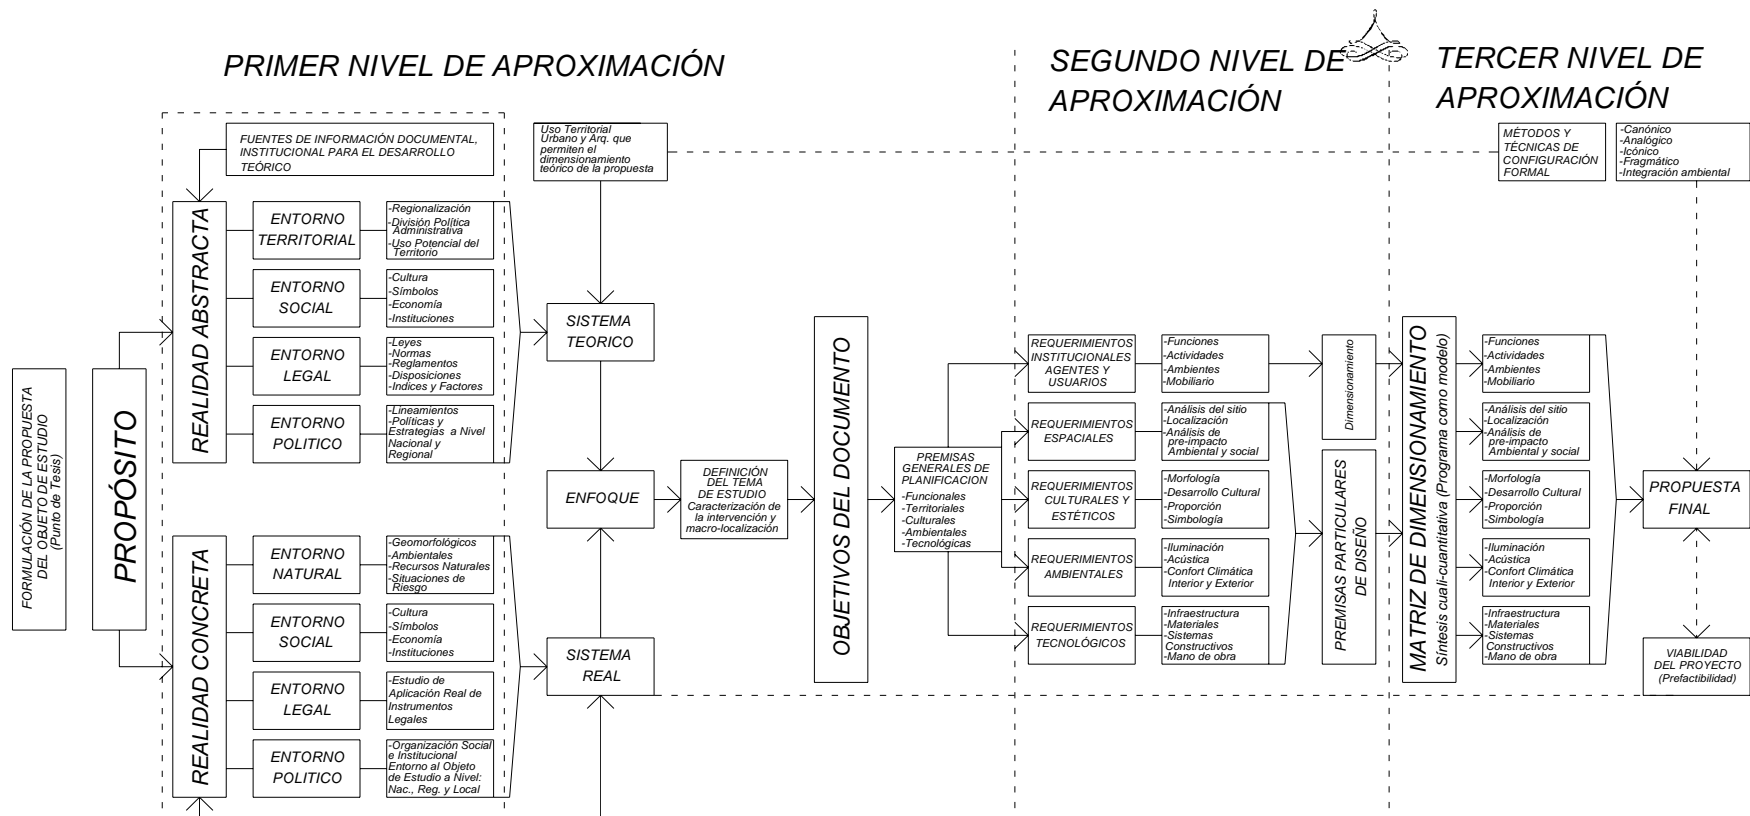 PRIMER NIVEL DE APROXIMACIÓN
SEGUNDO NIVEL DE
APROXIMACIÓN
TERCER NIVEL DE
APROXIMACIÓN
FORMULACIÓN DE LA PROPUESTA
DEL OBJETO DE ESTUDIO
(Punto de Tesis)
PROPÓSITO
FUENTES DE INFORMACIÓN DOCUMENTAL,
INSTITUCIONAL PARA EL DESARROLLO
TEÓRICO
REALIDAD ABSTRACTA
ENTORNO
TERRITORIAL
-Regionalización
-División Política
Administrativa
-Uso Potencial del
Territorio
ENTORNO
SOCIAL
-Cultura
-Símbolos
-Economía
-Instituciones
ENTORNO
LEGAL
-Leyes
-Normas
-Reglamentos
-Disposiciones
-Indices y Factores
ENTORNO
POLITICO
-Lineamientos
-Políticas y
Estrategias a Nivel
Nacional y
Regional
REALIDAD CONCRETA
ENTORNO
NATURAL
-Geomorfológicos
-Ambientales
-Recursos Naturales
-Situaciones de
Riesgo
ENTORNO
SOCIAL
-Cultura
-Símbolos
-Economía
-Instituciones
ENTORNO
LEGAL
-Estudio de
Aplicación Real de
Instrumentos
Legales
ENTORNO
POLITICO
-Organización Social
e Institucional
Entorno al Objeto
de Estudio a Nivel:
Nac., Reg. y Local
Uso Territorial
Urbano y Arq. que
permiten el
dimensionamiento
teórico de la propuesta
SISTEMA
TEORICO
ENFOQUE
SISTEMA
REAL
DEFINICIÓN
DEL TEMA
DE ESTUDIO
Caracterización de
la intervención y
macro-localización
OBJETIVOS DEL DOCUMENTO
PREMISAS
GENERALES DE
PLANIFICACION
-Funcionales
-Territoriales
-Culturales
-Ambientales
-Tecnológicas
REQUERIMIENTOS
INSTITUCIONALES
AGENTES Y
USUARIOS
-Funciones
-Actividades
-Ambientes
-Mobiliario
REQUERIMIENTOS
ESPACIALES
-Análisis del sitio
-Localización
-Análisis de
pre-impacto
Ambiental y social
REQUERIMIENTOS
CULTURALES Y
ESTÉTICOS
-Morfología
-Desarrollo Cultural
-Proporción
-Simbología
REQUERIMIENTOS
AMBIENTALES
-Iluminación
-Acústica
-Confort Climática
Interior y Exterior
REQUERIMIENTOS
TECNOLÓGICOS
-Infraestructura
-Materiales
-Sistemas
Constructivos
-Mano de obra
Dimensionamiento
PREMISAS PARTICULARES
DE DISEÑO
MATRIZ DE DIMENSIONAMIENTO
Síntesis cuali-cuantitativa (Programa como modelo)
-Funciones
-Actividades
-Ambientes
-Mobiliario
-Análisis del sitio
-Localización
-Análisis de
pre-impacto
Ambiental y social
-Morfología
-Desarrollo Cultural
-Proporción
-Simbología
-Iluminación
-Acústica
-Confort Climática
Interior y Exterior
-Infraestructura
-Materiales
-Sistemas
Constructivos
-Mano de obra
MÉTODOS Y
TÉCNICAS DE
CONFIGURACIÓN
FORMAL
-Canónico
-Analógico
-Icónico
-Fragmático
-Integración ambiental
PROPUESTA
FINAL
VIABILIDAD
DEL PROYECTO
(Prefactibilidad)